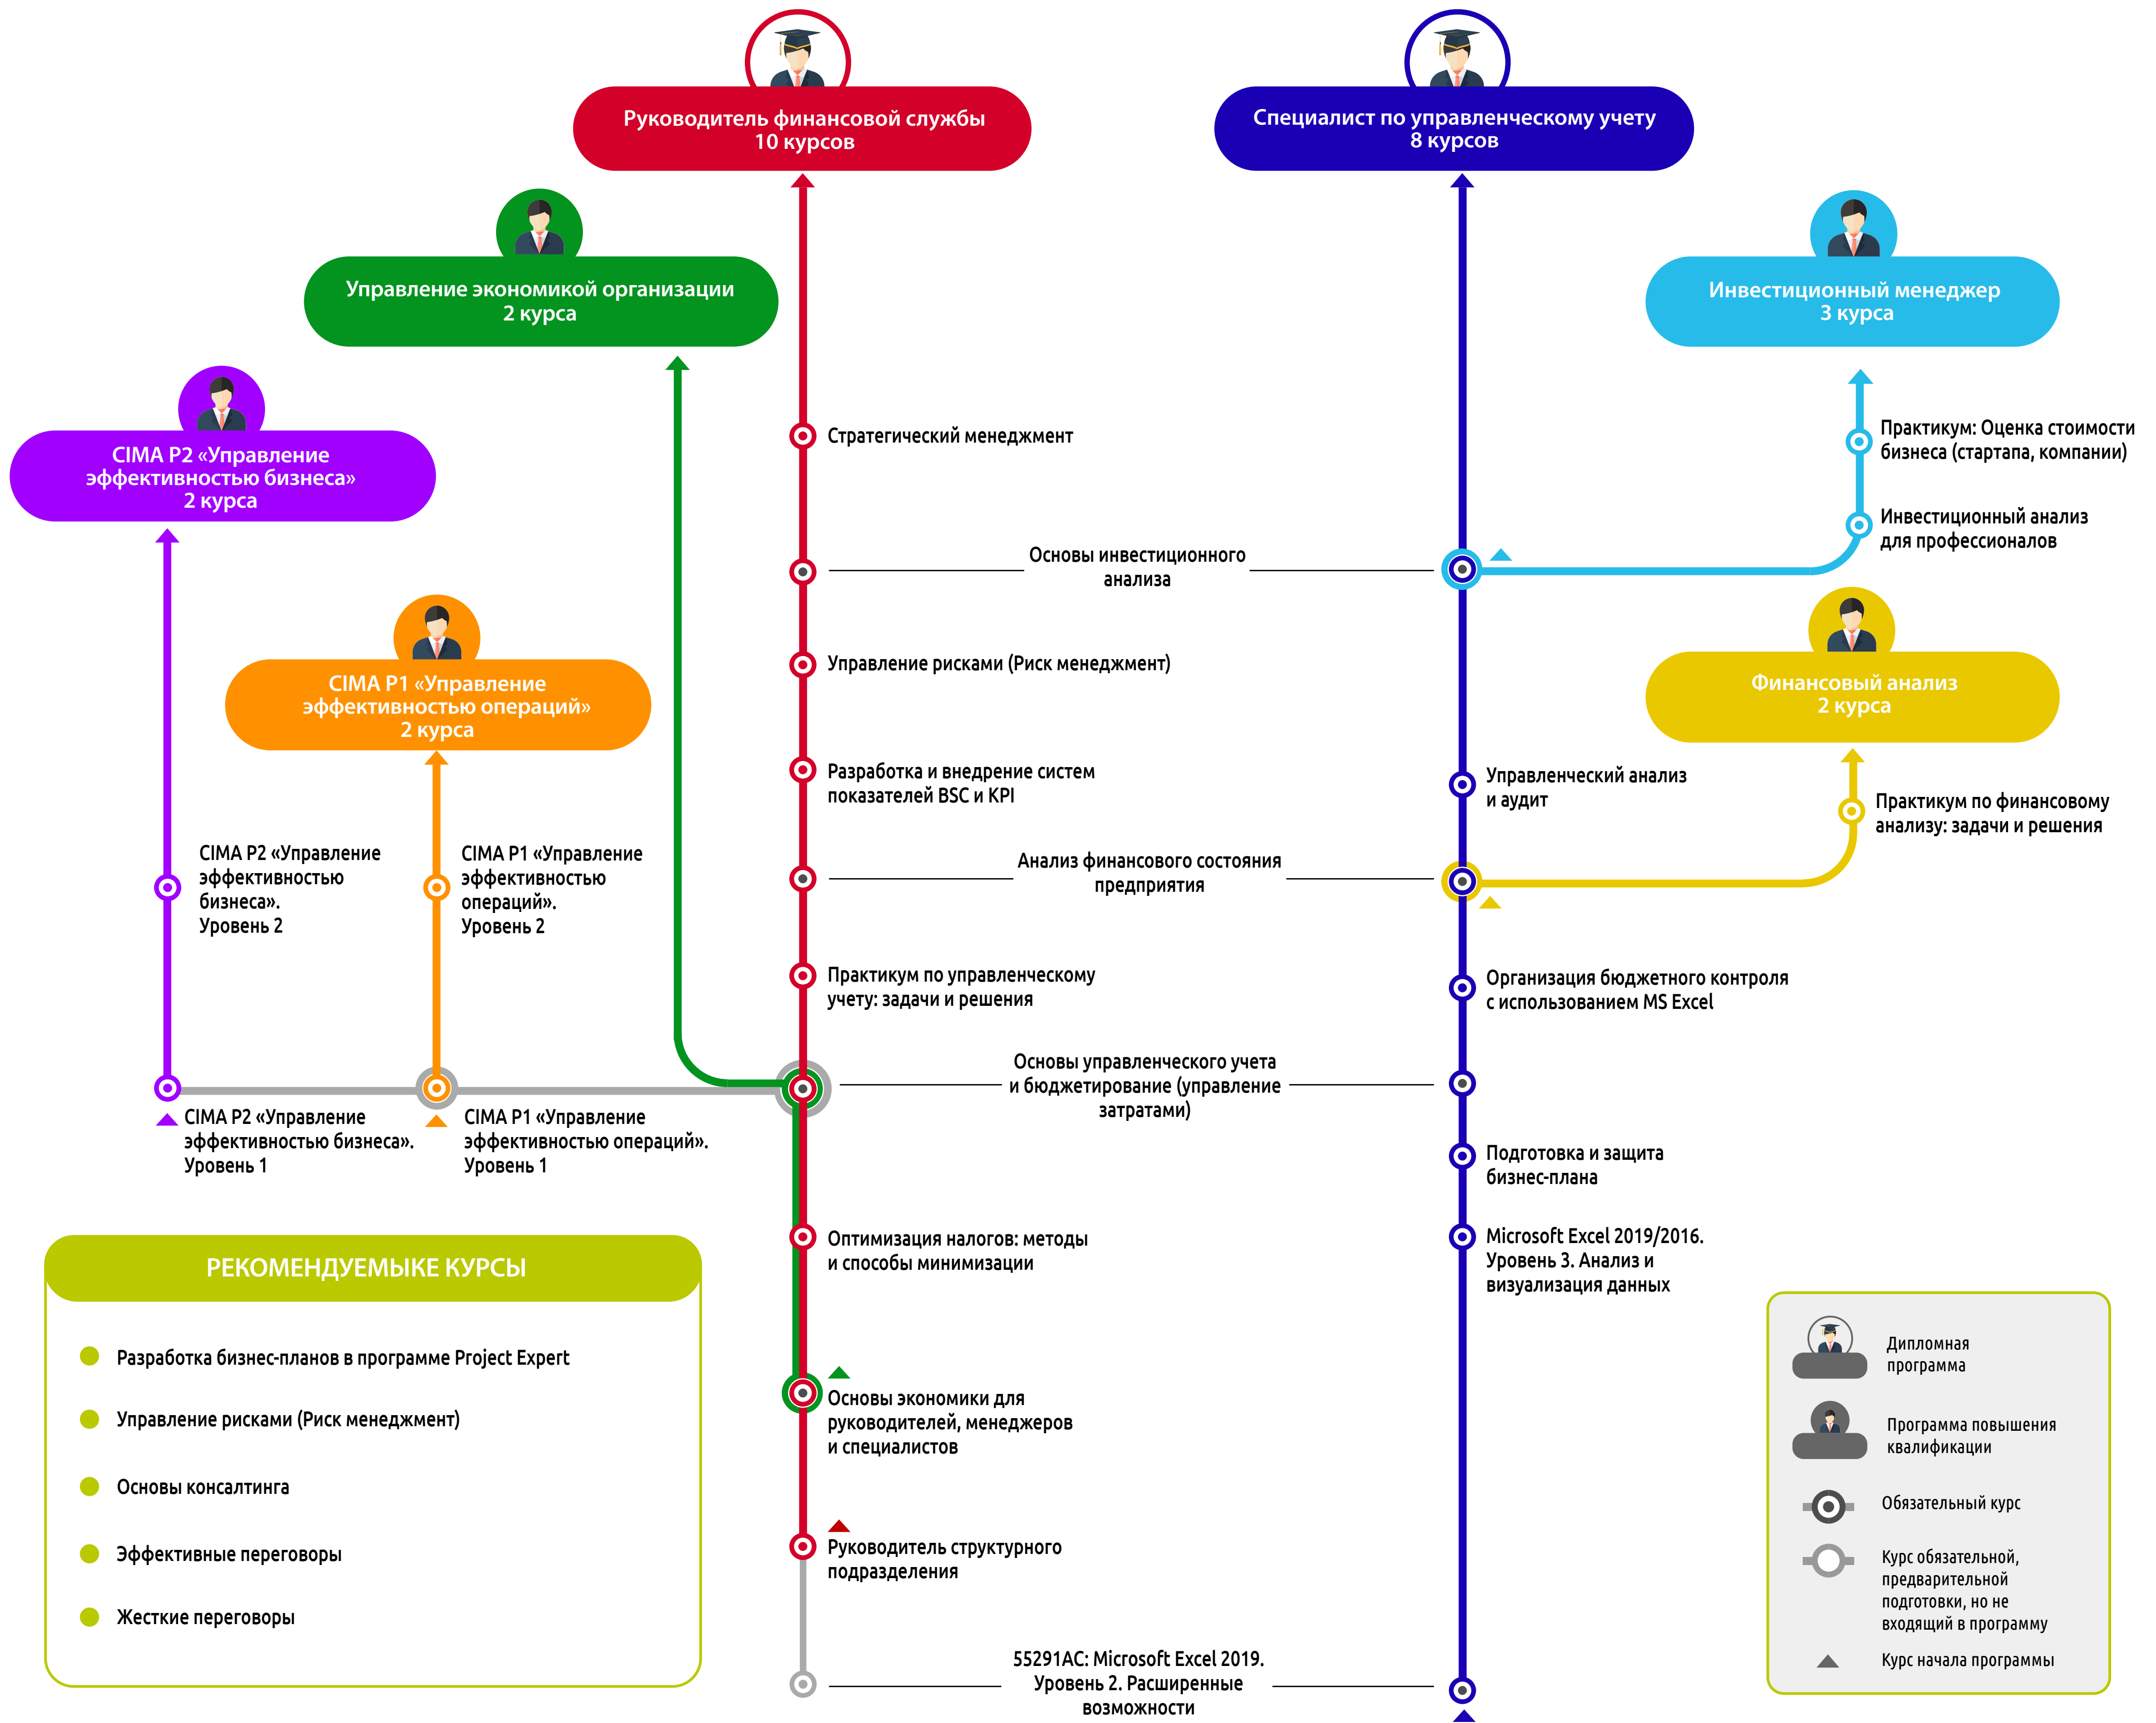 Руководитель финансовой службы
10 курсов
Специалист по управленческому учету
8 курсов
Управление экономикой организации
2 курса
Инвестиционный менеджер
3 курса
CIMA P2 «Управление
эффективностью бизнеса»
2 курса
Практикум: Оценка стоимости
бизнеса (стартапа, компании)
Стратегический менеджмент
Инвестиционный анализ
для профессионалов
Основы инвестиционного
анализа
CIMA P1 «Управление
эффективностью операций»
2 курса
Управление рисками (Риск менеджмент)
Финансовый анализ
2 курса
Разработка и внедрение систем
показателей BSC и KPI
Управленческий анализ
и аудит
Практикум по финансовому
анализу: задачи и решения
CIMA P2 «Управление
эффективностью
бизнеса».
Уровень 2
CIMA P1 «Управление
эффективностью
операций».
Уровень 2
Анализ финансового состояния
предприятия
Практикум по управленческому
учету: задачи и решения
Организация бюджетного контроля
с использованием MS Excel
Основы управленческого учета
и бюджетирование (управление
затратами)
CIMA P2 «Управление
эффективностью бизнеса».
Уровень 1
CIMA P1 «Управление
эффективностью операций».
Уровень 1
Подготовка и защита
бизнес-плана
Оптимизация налогов: методы
и способы минимизации
Microsoft Excel 2019/2016.
Уровень 3. Анализ и
визуализация данных
РЕКОМЕНДУЕМЫКЕ КУРСЫ
Разработка бизнес-планов в программе Project Expert
Управление рисками (Риск менеджмент)
Основы консалтинга
Эффективные переговоры
Жесткие переговоры
Основы экономики для
руководителей, менеджеров
и специалистов
Руководитель структурного
подразделения
55291AC: Microsoft Excel 2019.
Уровень 2. Расширенные
возможности
Дипломная
программа
Программа повышения
квалификации
Обязательный курс
Курс обязательной,
предварительной
подготовки, но не
входящий в программу
Курс начала программы